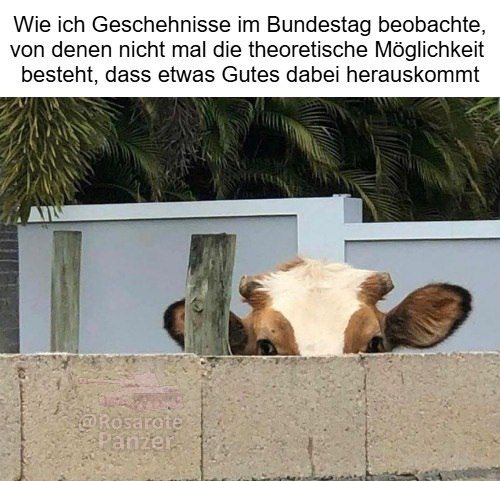 Wie ich Geschehnisse im Bundestag beobachte,
von denen nicht mal die theoretische Möglichkeit
besteht, dass etwas Gutes dabei herauskommt
@Rosarote
Panzer